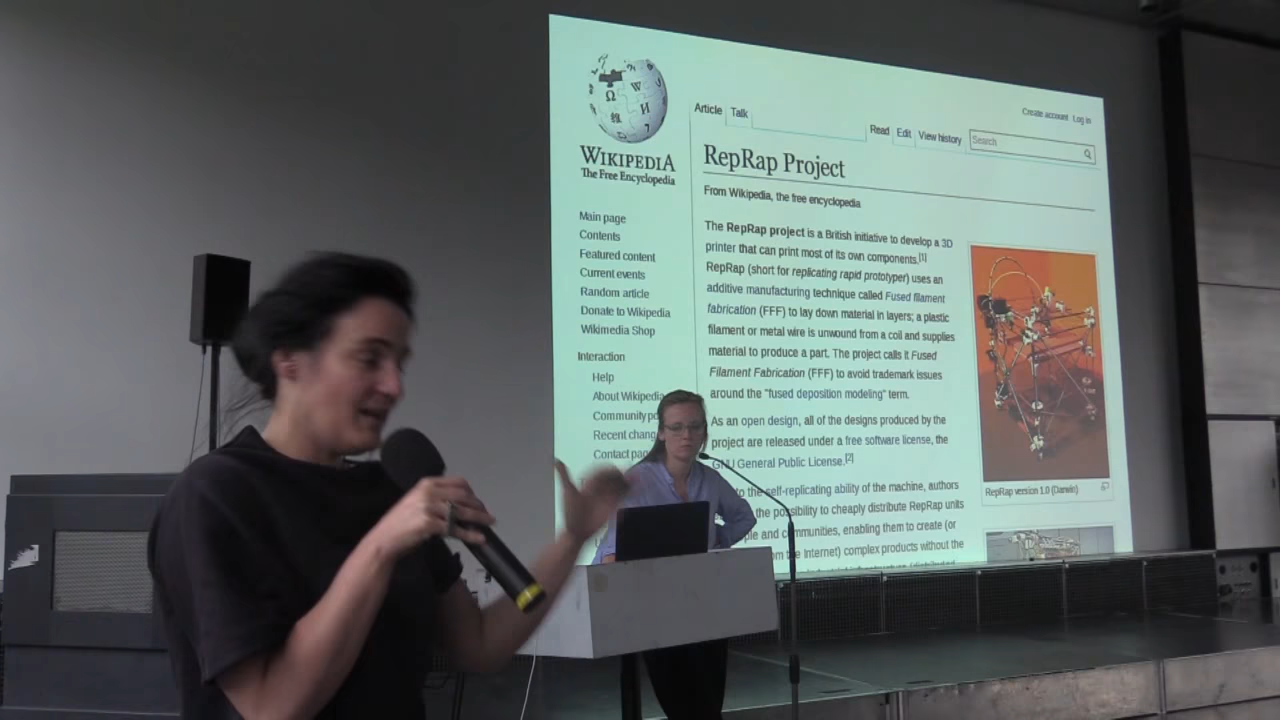 WIKIPEDIA
The Free Encyclopedia
Main page
Contents
Featured content
Current events
Random article
Donate to Wikipedia
Wikimedia Shop
Interaction
Help
About Wikipedia
Community po
Recent chang
Contact pag
Create account Log in
Article Talk
Read Edit View history Search
RepRap Project
From Wikipedia, the free encyclopedia
The RepRap project is a British initiative to develop a 3D
printer that can print most of its own components.[1]
RepRap (short for replicating rapid prototyper) uses an
additive manufacturing technique called Fused filament
fabrication (FFF) to lay down material in layers; a plastic
filament or metal wire is unwound from a coil and supplies
material to produce a part. The project calls it Fused
Filament Fabrication (FFF) to avoid trademark issues
around the "fused deposition modeling" term.
As an open design, all of the designs produced by the
project are released under a free software license, the
GNU General Public License.[2]
to the self-replicating ability of the machine, authors
the possibility to cheaply distribute RepRap units
ple and communities, enabling them to create (or
om the Internet) complex products without the
RepRap version 1.0 (Darwin)